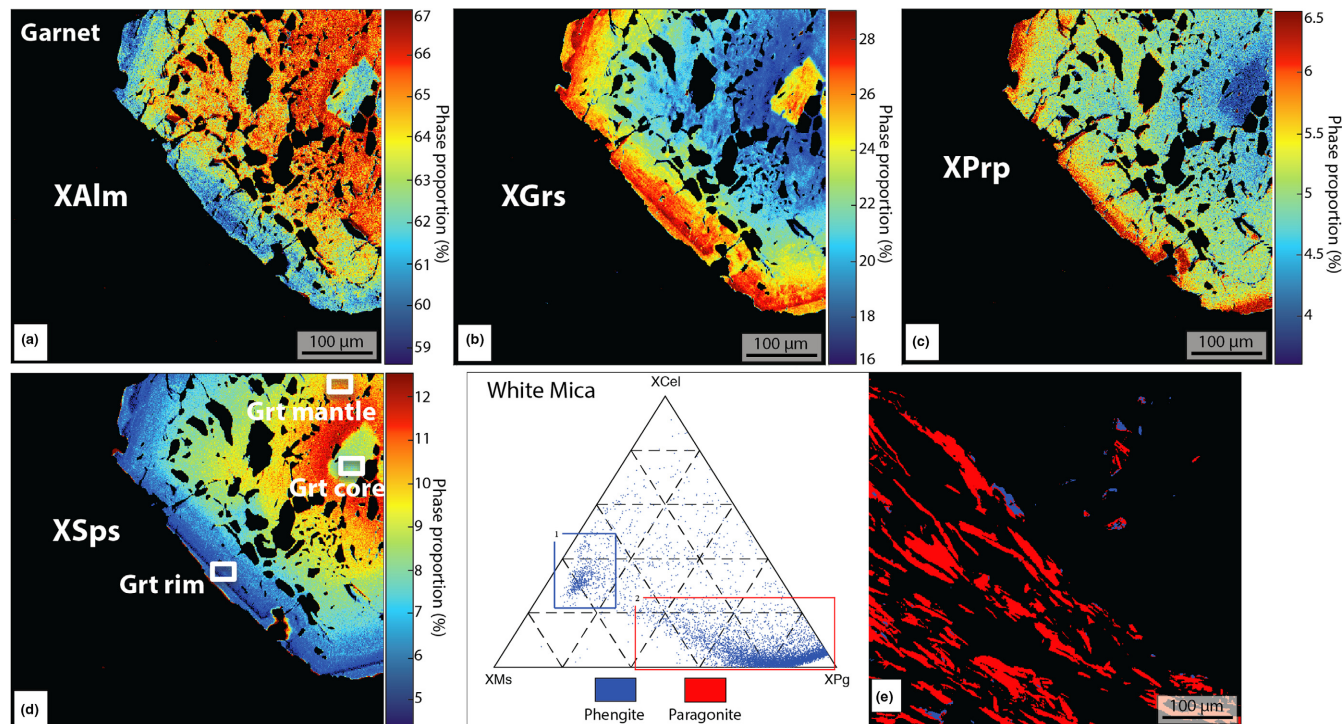 Garnet
XAlm
(a)
100 μm
67
66
65
64
63
62
61
60
59
Phase proportion (%)
XGrs
(b)
100 μm
28
26
24
22
20
18
16
Phase proportion (%)
XPrp
(c)
100 μm
6.5
6
5.5
5
4.5
4
Phase proportion (%)
Grt mantle
Grt core
XSps
Grt rim
(d)
12
11
10
9
8
7
6
5
Phase proportion (%)
White Mica
XCel
1
2
XMs
XPg
Phengite
Paragonite
(e)
100 μm